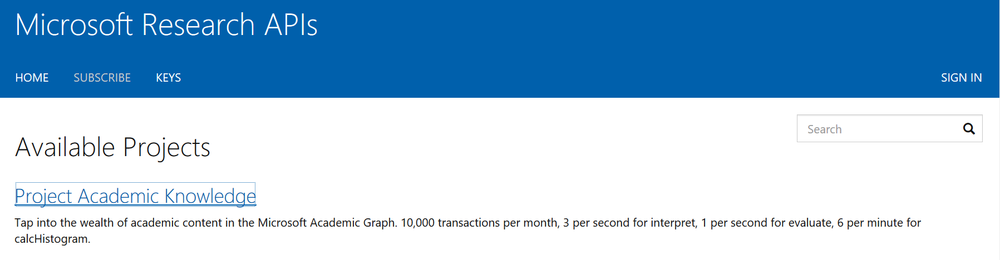 Microsoft Research APIs
HOME SUBSCRIBE KEYS SIGN IN
Search
Available Projects
Project Academic Knowledge
Tap into the wealth of academic content in the Microsoft Academic Graph. 10,000 transactions per month, 3 per second for interpret, 1 per second for evaluate, 6 per minute for
calcHistogram.